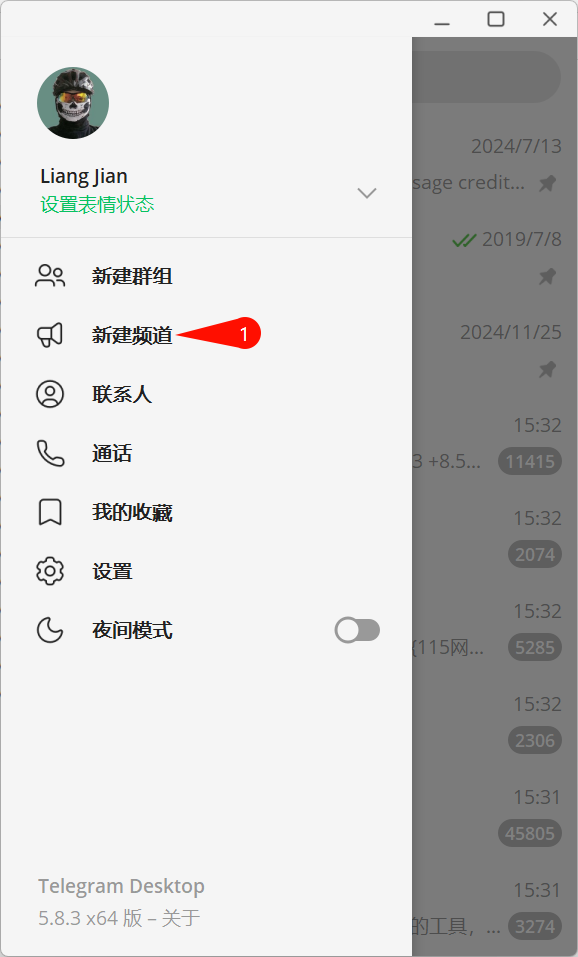 Liang Jian
设置表情状态
新建群组
新建频道
1
联系人
通话
我的收藏
设置
夜间模式
Telegram Desktop
5.8.3 x64 版 – 关于
2024/7/13
sage credit...
2019/7/8
2024/11/25
15:32
3 +8.5...
11415
15:32
2074
15:32
115网...
5285
15:32
2306
15:31
45805
15:31
的工具，...
3274